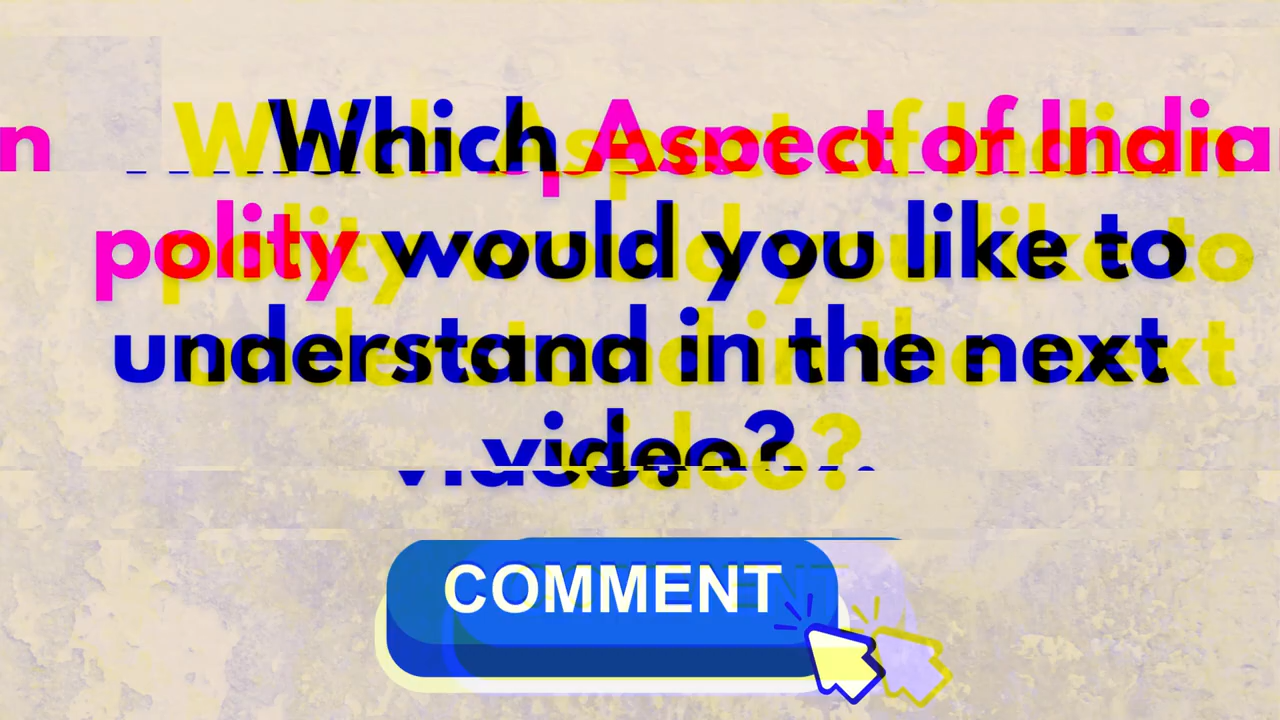 Which Aspect of Indian
polity would you like to
understand in the next
video?
COMMENT